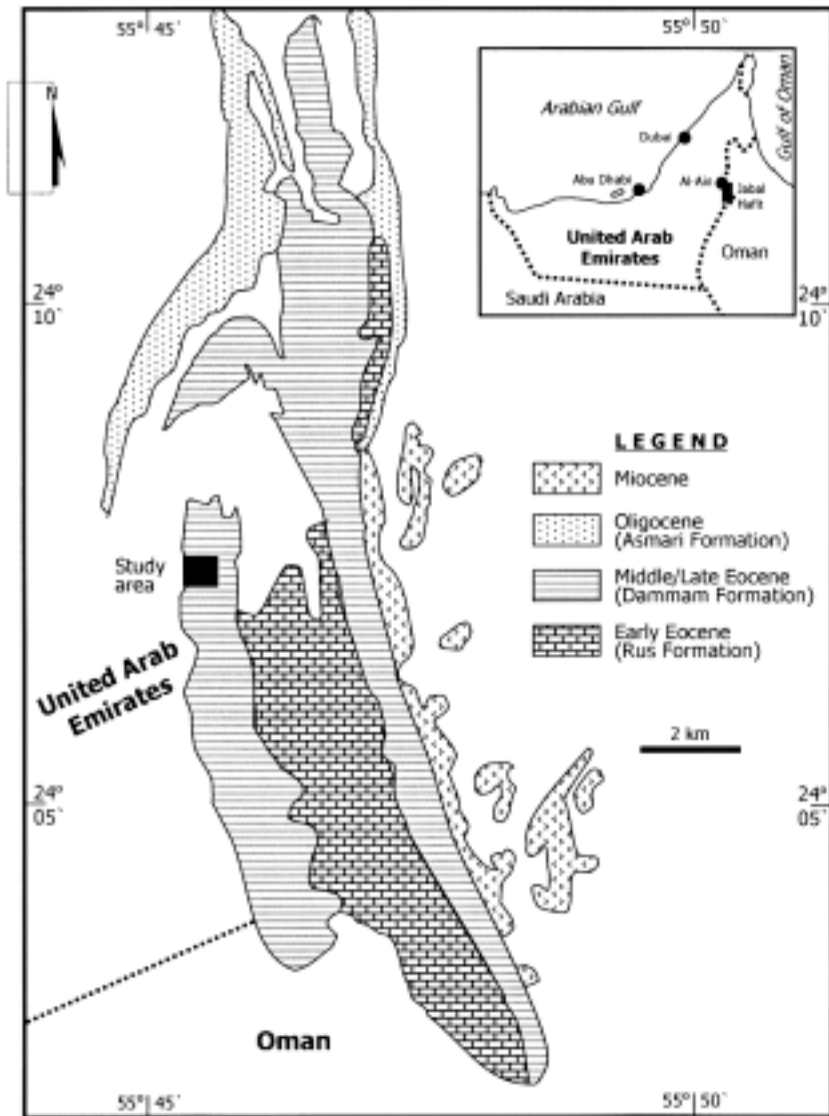 55° 45`
55° 50`
N
Arabian Gulf
Gulf of Oman
Dubai
Abu Dhabi
Al-Ain
Jabal
Hafit
United Arab
Emirates
Oman
Saudi Arabia
24°
10`
24°
10`
LEGEND
Miocene
Oligocene
(Asmari Formation)
Middle/Late Eocene
(Dammam Formation)
Early Eocene
(Rus Formation)
Study
area
United Arab
Emirates
2 km
24°
05`
24°
05`
Oman
55° 45`
55° 50`